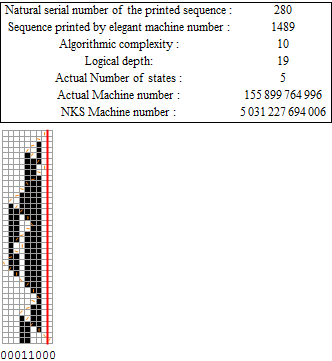 Natural serial number of the printed sequence : 280
Sequence printed by elegant machine number : 1489
Algorithmic complexity : 10
Logical depth: 19
Actual Number of states : 5
Actual Machine number : 155 899 764 996
NKS Machine number : 5 031 227 694 006
00011000